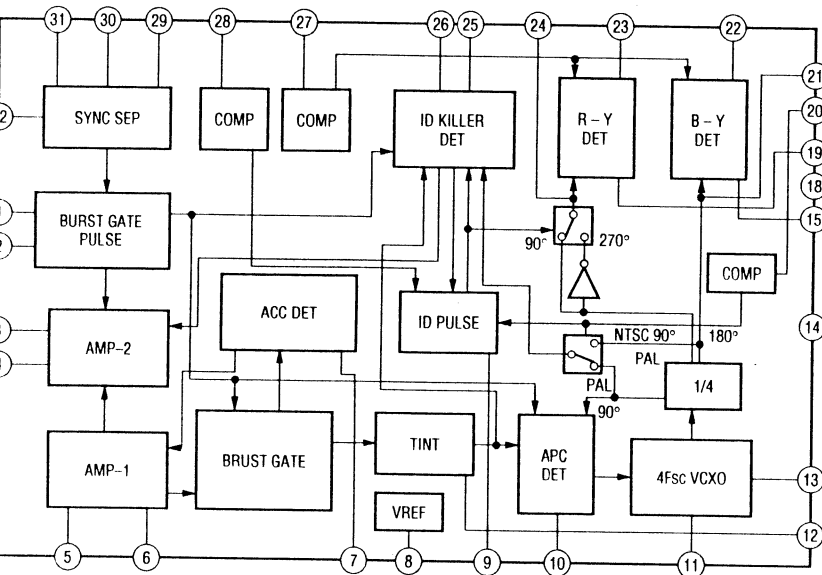 31 30 29 28 27 26 25 24 23 22
21
20
2
SYNC SEP
COMP
COMP
ID KILLER
DET
R – Y
DET
B – Y
DET
19
18
15
BURST GATE
PULSE
90°
270°
COMP
ACC DET
ID PULSE
NTSC 90°
180°
14
AMP-2
PAL
PAL
90°
1/4
AMP-1
BRUST GATE
TINT
APC
DET
4Fsc VCXO
13
VREF
12
5 6 7 8 9 10 11